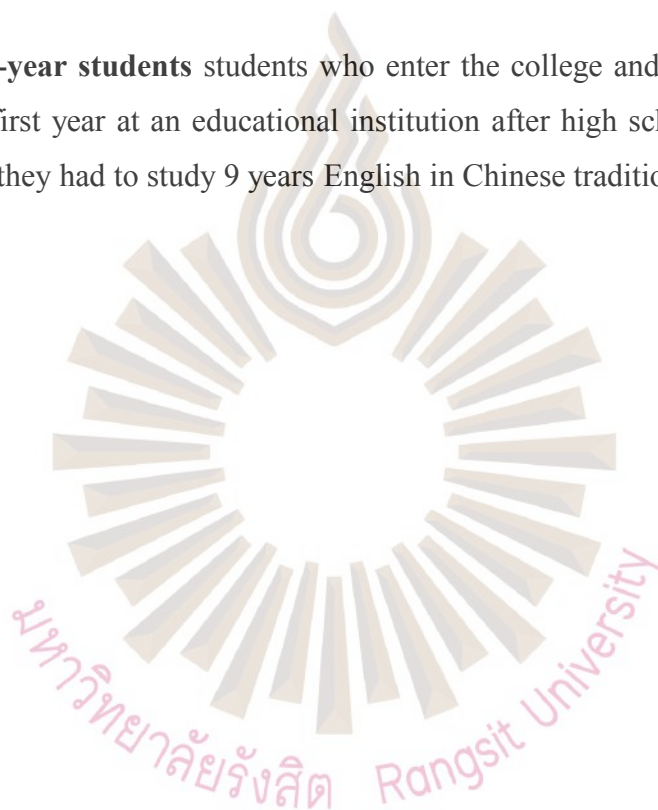 -year students students who enter the college and
first year at an educational institution after high sch
they had to study 9 years English in Chinese traditio
มหาวิทยาลัยรังสิต Rangsit University